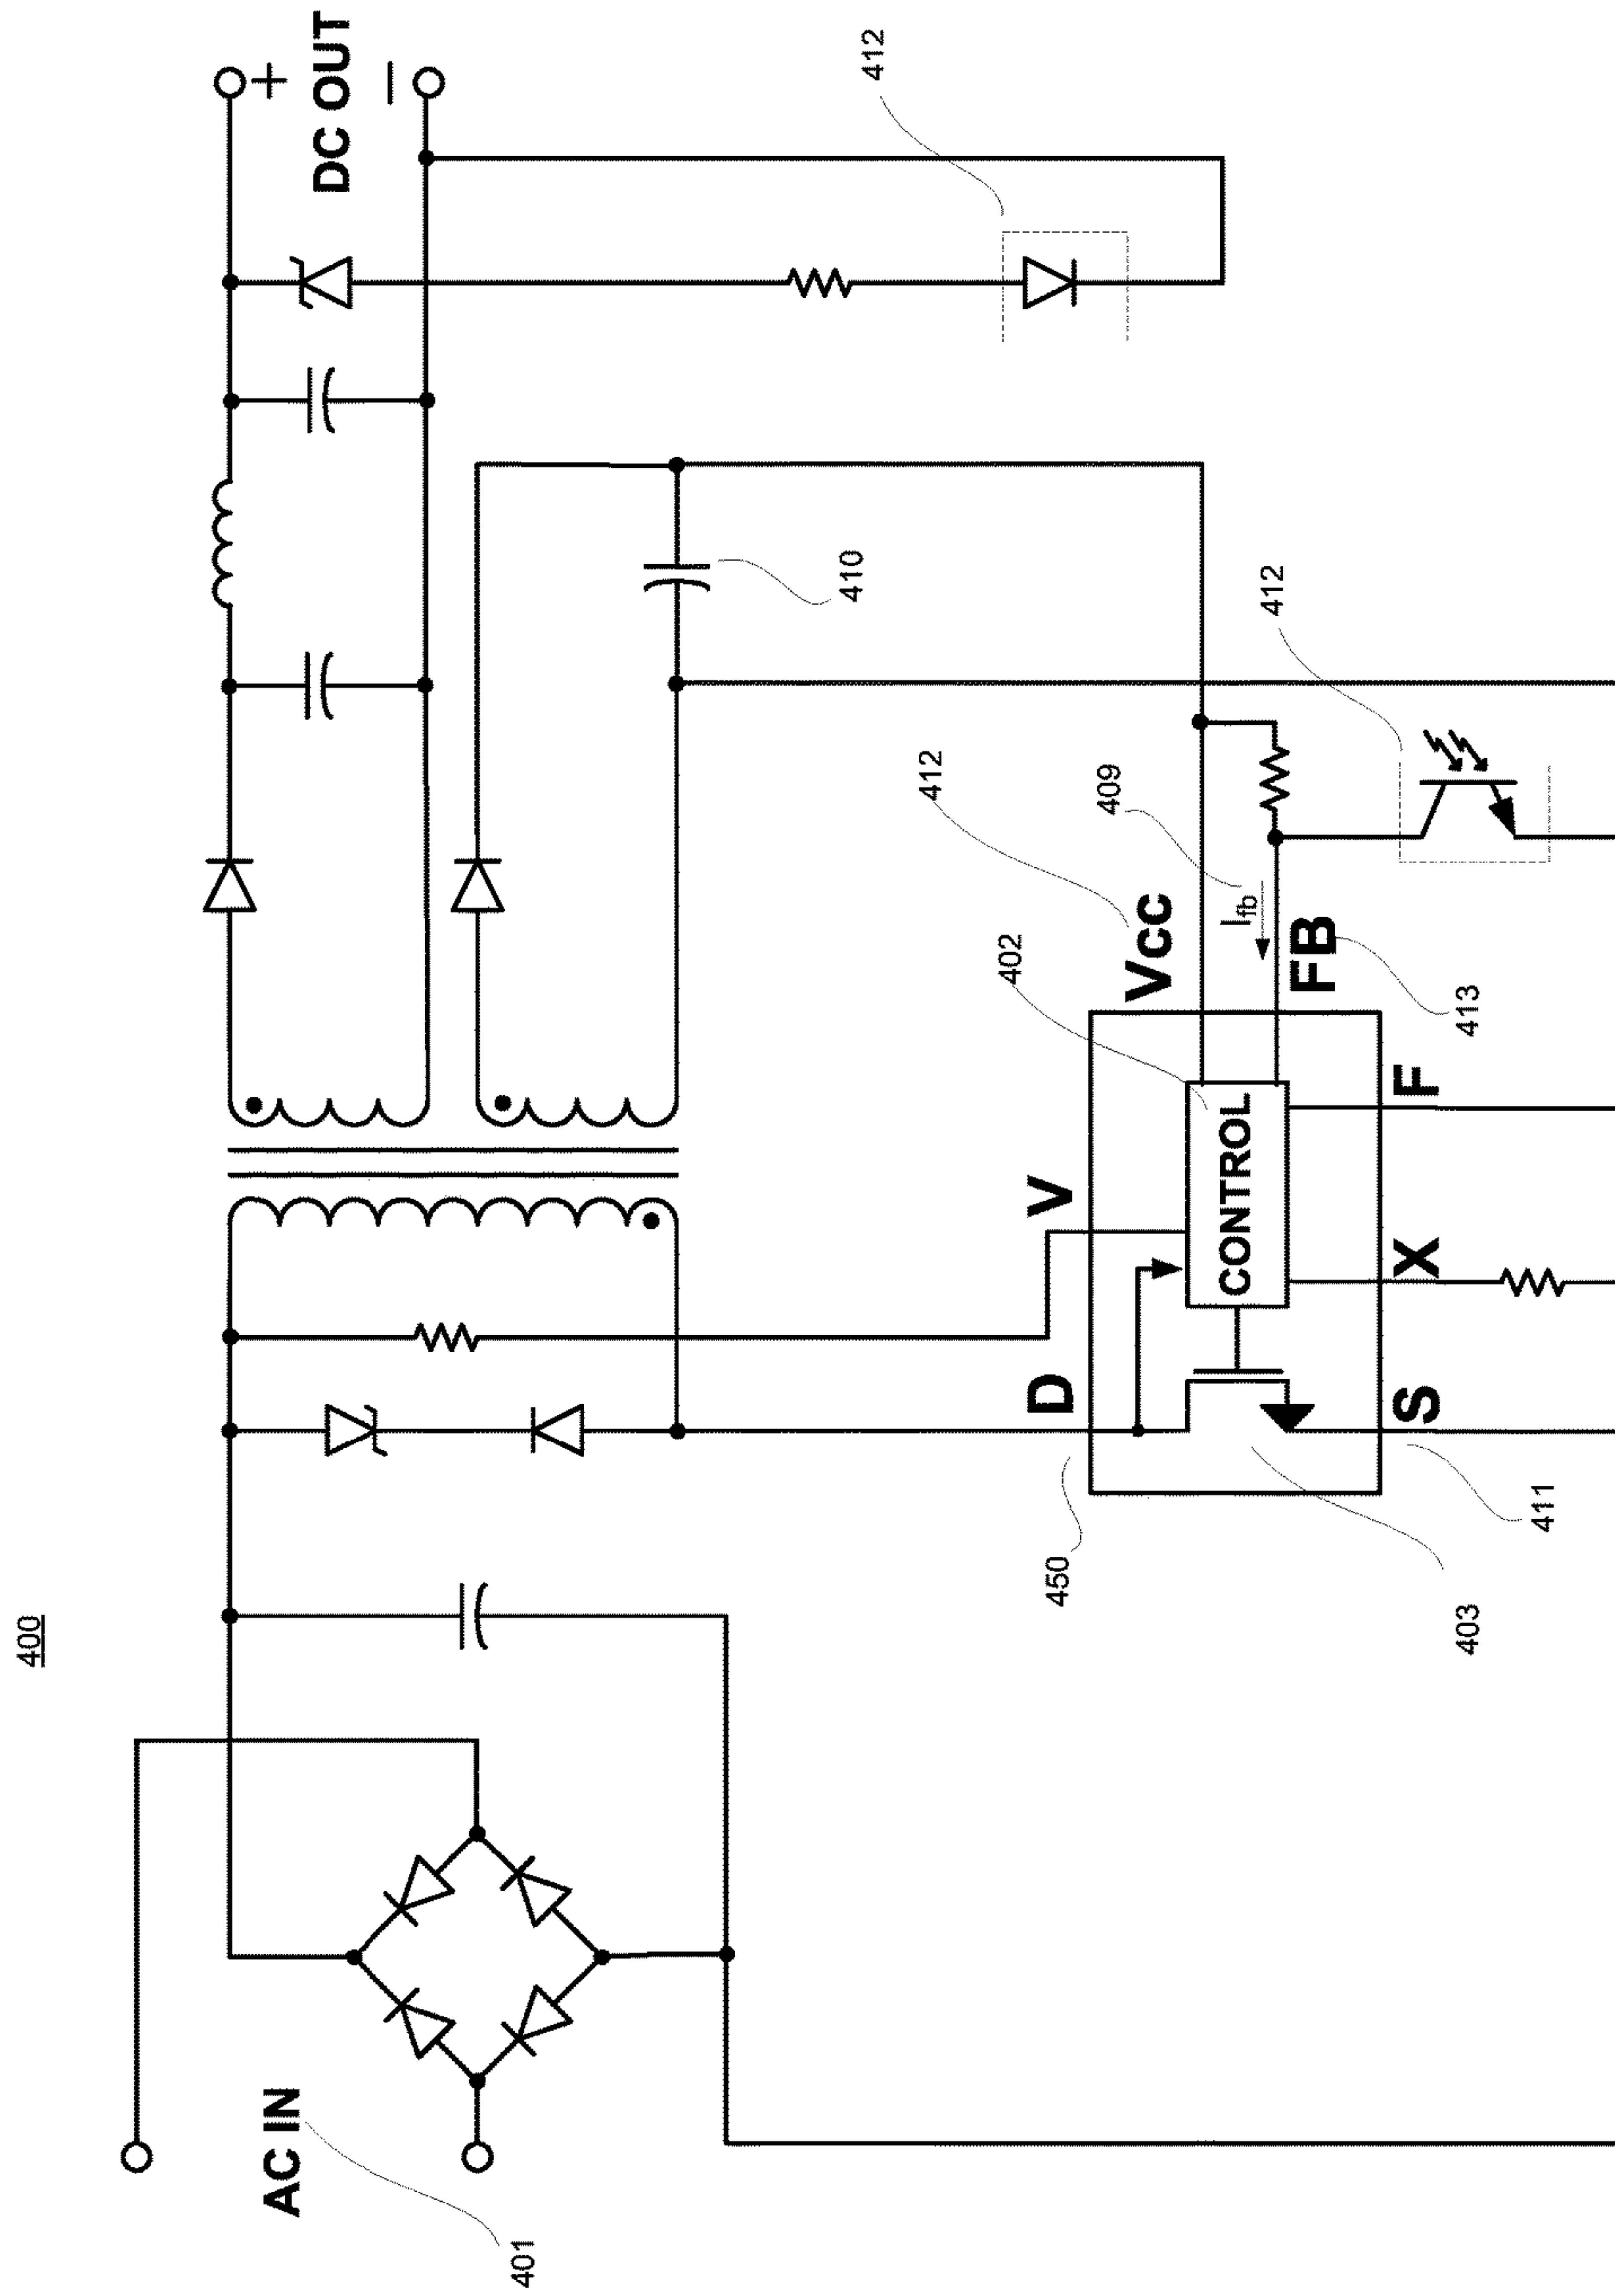 400
AC IN
401
+
DC OUT
−
412
410
412
412
409
402
Vcc
I_fb
FB
413
V
D
CONTROL
450
S
X
F
411
403